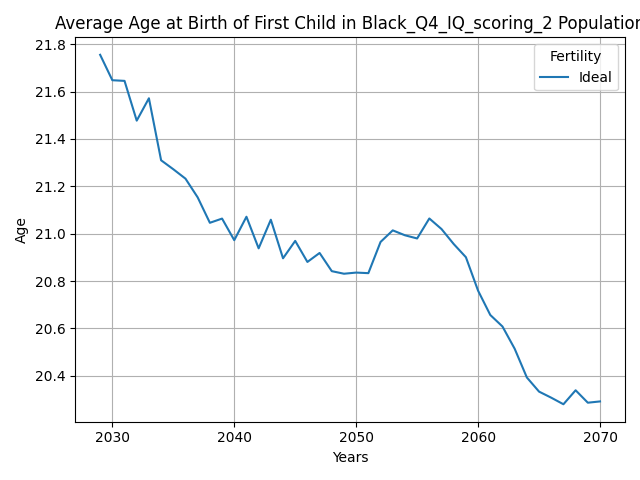 Average Age at Birth of First Child in Black_Q4_IQ_scoring_2 Population
21.8
21.6
21.4
21.2
21.0
20.8
20.6
20.4
Age
Fertility
Ideal
2030 2040 2050 2060 2070
Years